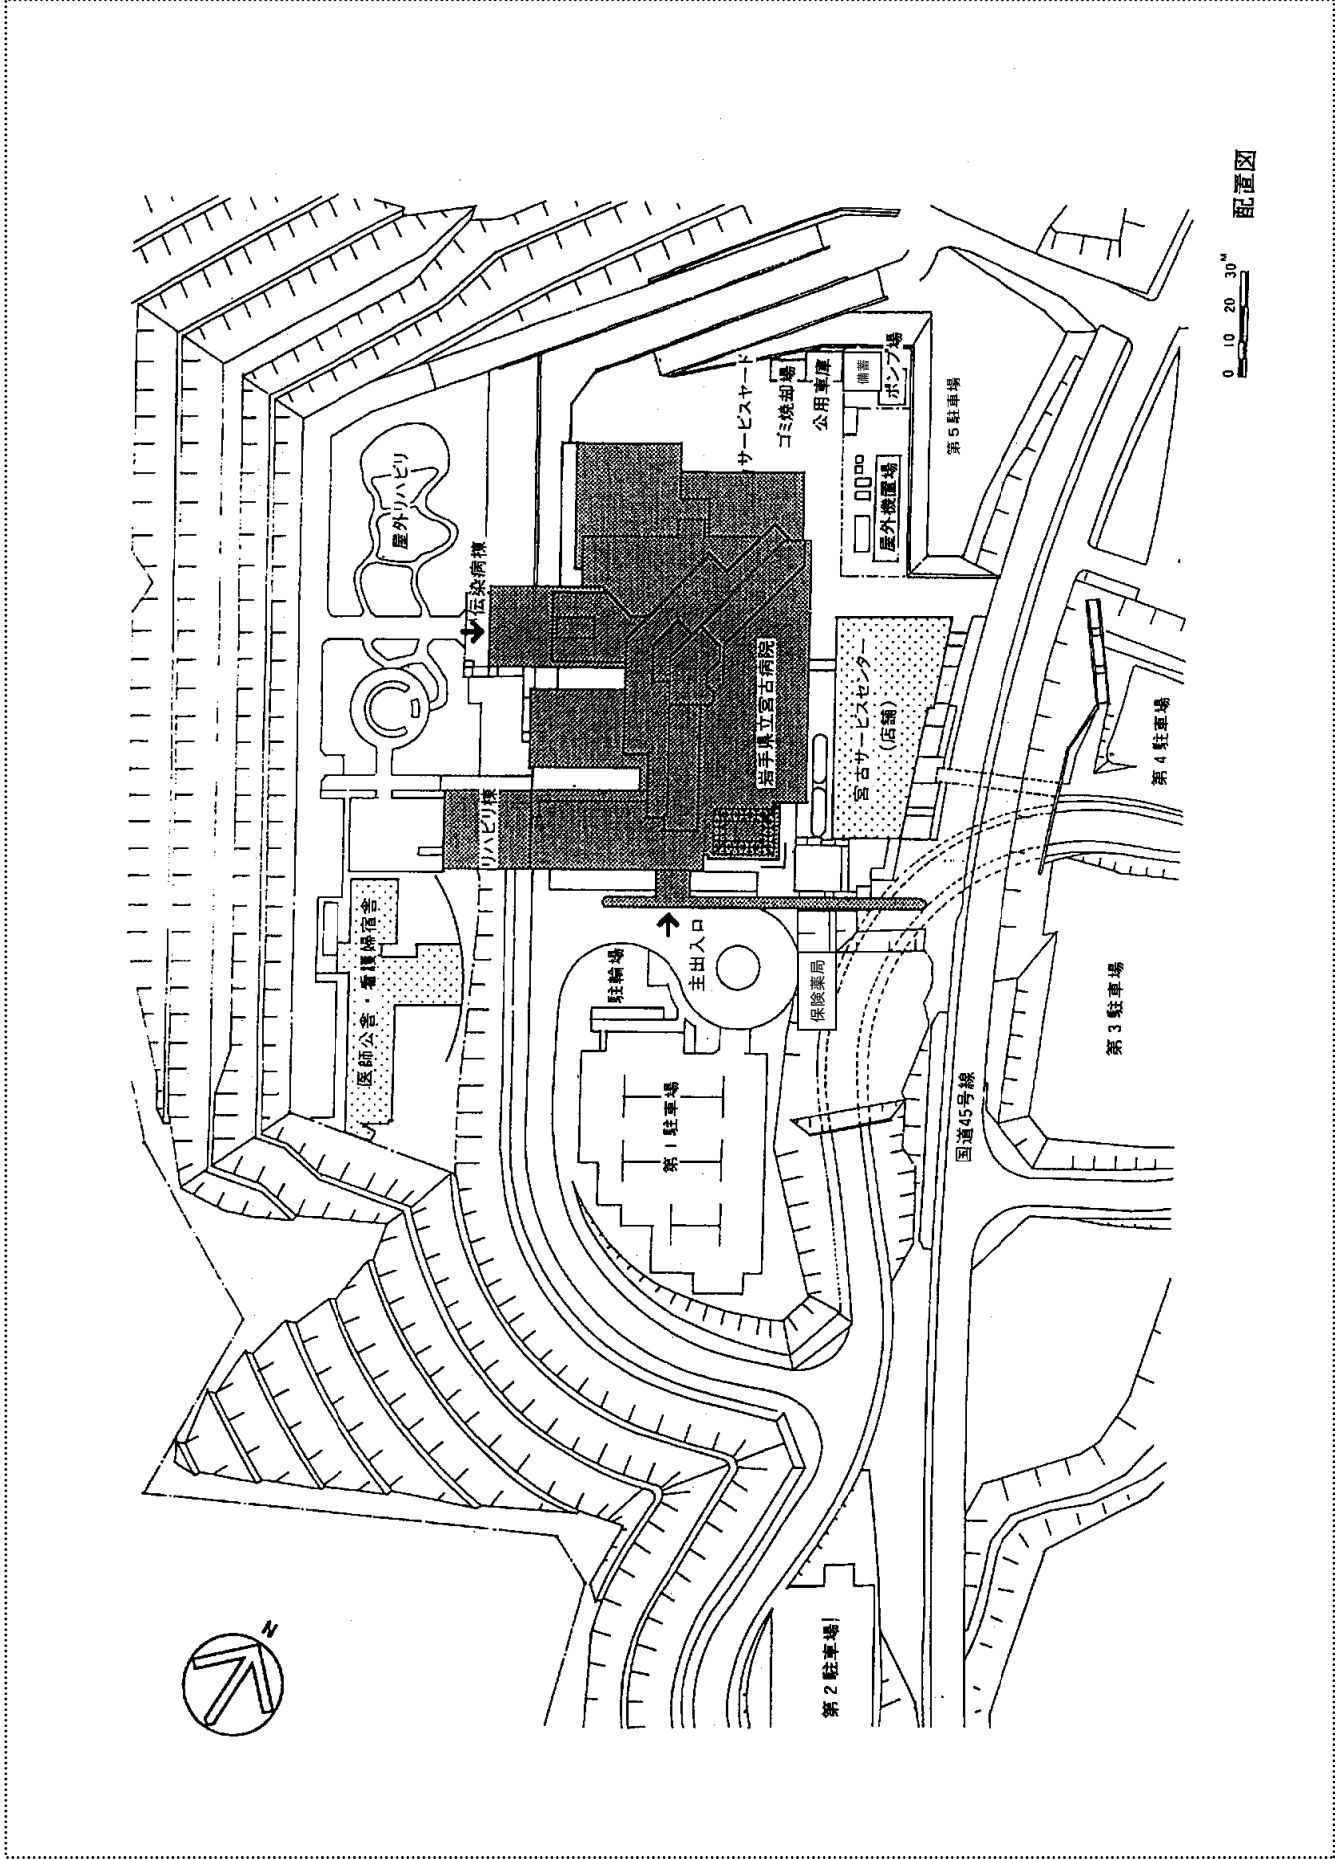 配置図
0 10 20 30M
N
屋外リハビリ
伝染病棟
リハビリ棟
医師公舎・看護婦宿舎
岩手県立宮古病院
サービスヤード
ゴミ焼却場
公用車庫
備蓄
ポンプ場
屋外機置場
第5駐車場
宮古サービスセンター
(店舗)
主出入口
駐輪場
保険薬局
第1駐車場
第2駐車場
第3駐車場
第4駐車場
国道45号線